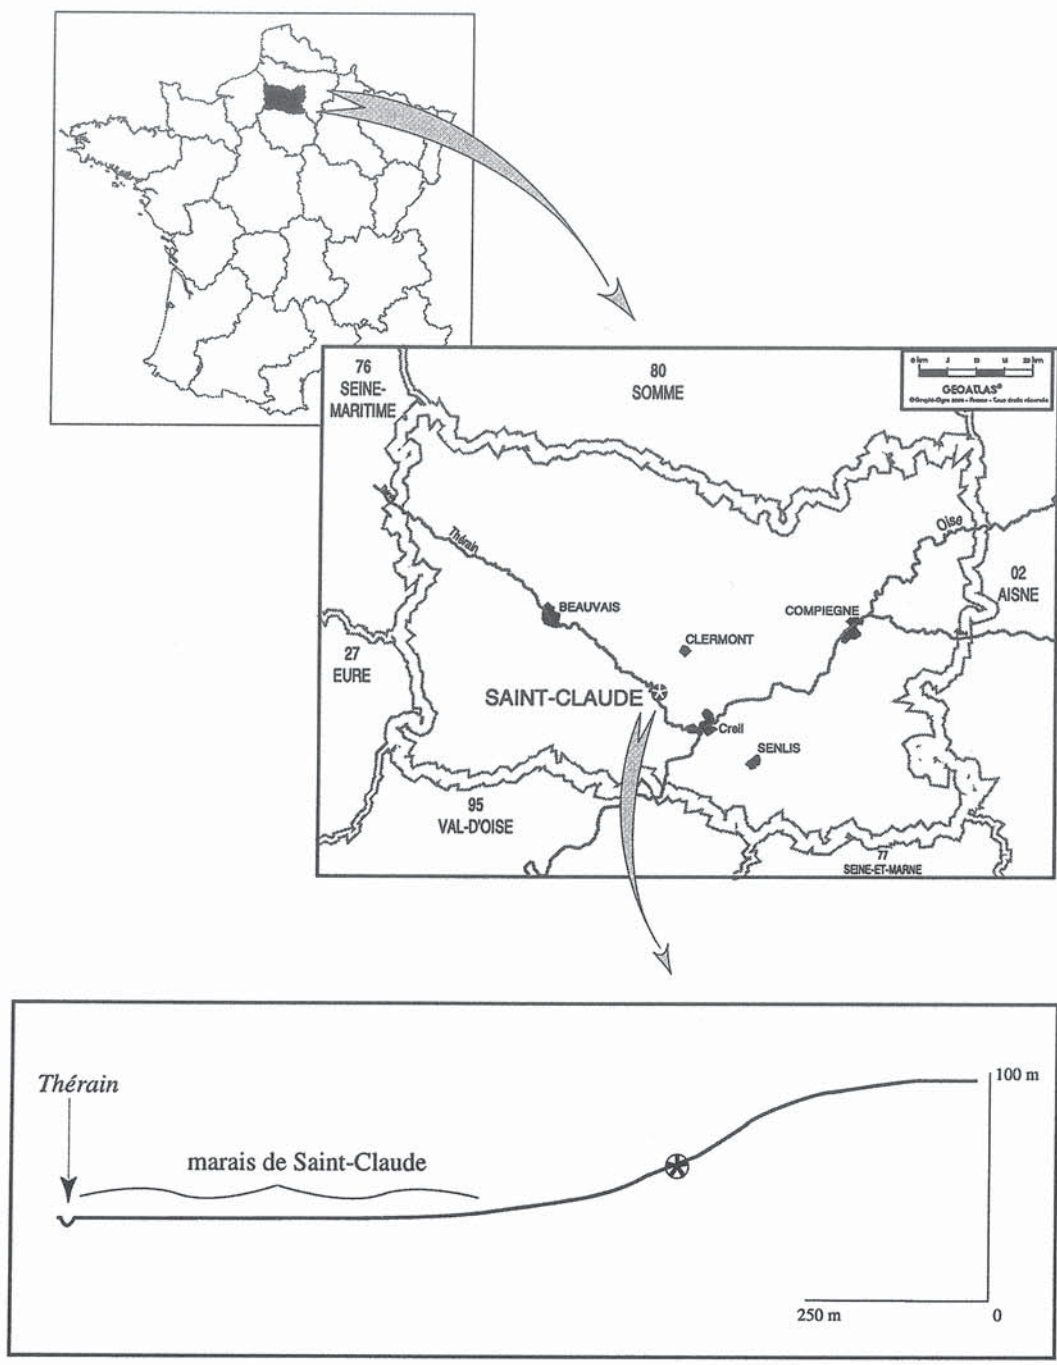 76
SEINE-
MARITIME
80
SOMME
GEOATLAS®
Oise
Thérain
02
AISNE
BEAUVAIS
COMPIEGNE
CLERMONT
27
EURE
SAINT-CLAUDE
Creil
SENLIS
95
VAL-D'OISE
77
SEINE-ET-MARNE
Thérain
100 m
marais de Saint-Claude
250 m
0